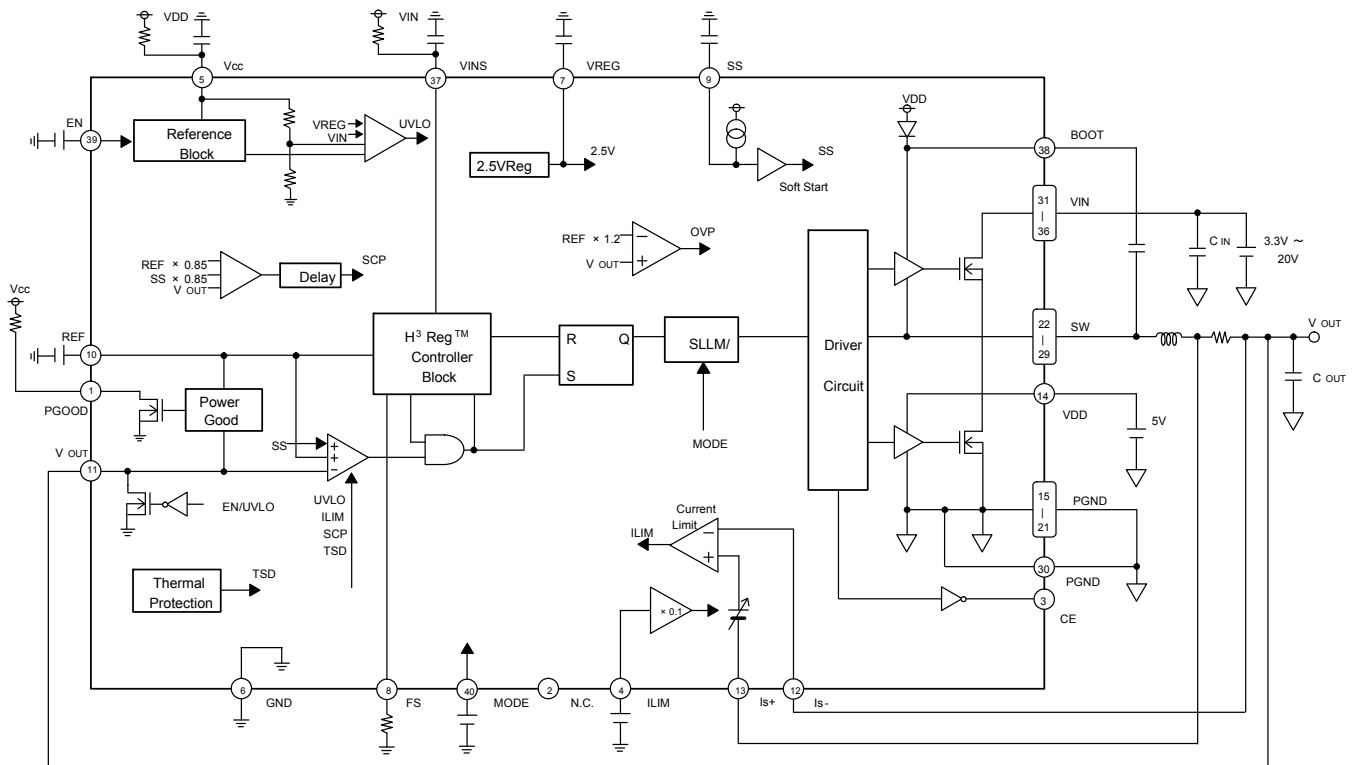 VDD
VIN
Vcc
VINS
VREG
SS
5
37
7
9
EN
39
Reference
Block
VREG
VIN
UVLO
2.5VReg
2.5V
SS
Soft Start
VDD
BOOT
38
31
|
36
VIN
C IN
3.3V ～
20V
REF × 1.2
V OUT
−
+
OVP
REF × 0.85
SS × 0.85
V OUT
Delay
SCP
Vcc
REF
10
H³ Reg™
Controller
Block
R
S
Q
SLLM/
MODE
Driver
Circuit
22
|
29
SW
V OUT
C OUT
1
PGOOD
Power
Good
14
VDD
5V
SS
+
+
−
V OUT
11
EN/UVLO
UVLO
ILIM
SCP
TSD
Current
Limit
ILIM
−
+
15
|
21
PGND
30
PGND
Thermal
Protection
TSD
× 0.1
3
CE
6
GND
8
FS
40
MODE
2
N.C.
4
ILIM
13
Is+
12
Is-